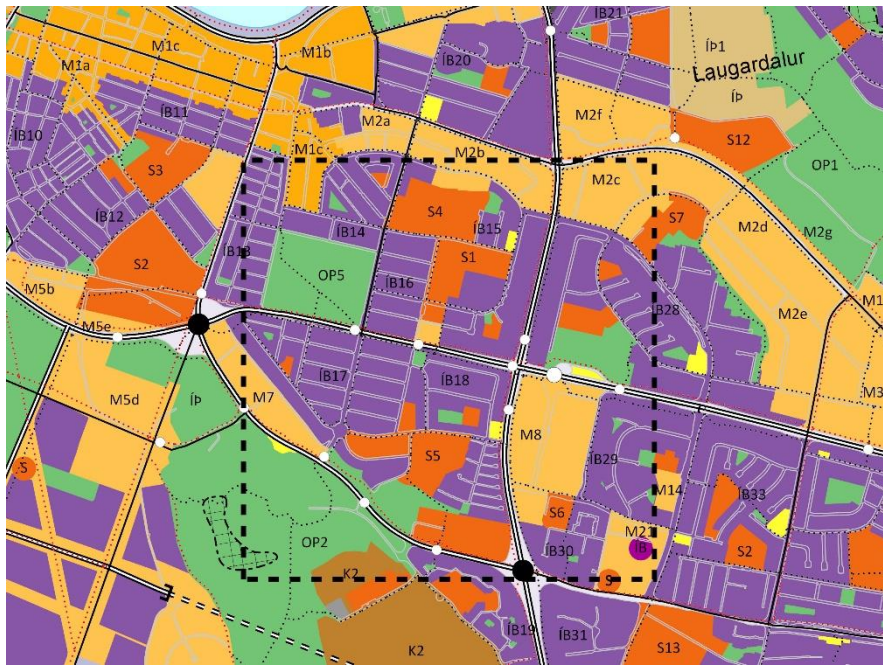 ÍB21
M1c
M1b
ÍB20
ÍÞ1
M1a
Laugardalur
ÍÞ
ÍB10
ÍB11
M2a
M2f
M1c
M2b
S12
S3
M2c
OP1
S4
S7
ÍB12
ÍB14
ÍB15
M2d
M2g
ÍB13
S1
S2
OP5
ÍB16
M5b
M2e
M5e
ÍB28
M7
ÍB17
ÍB18
M5d
ÍÞ
M3
M8
S5
ÍB29
S
M14
ÍB33
S6
M21
OP2
ÍB30
ÍB
S2
K2
S
ÍB19
ÍB31
K2
S13